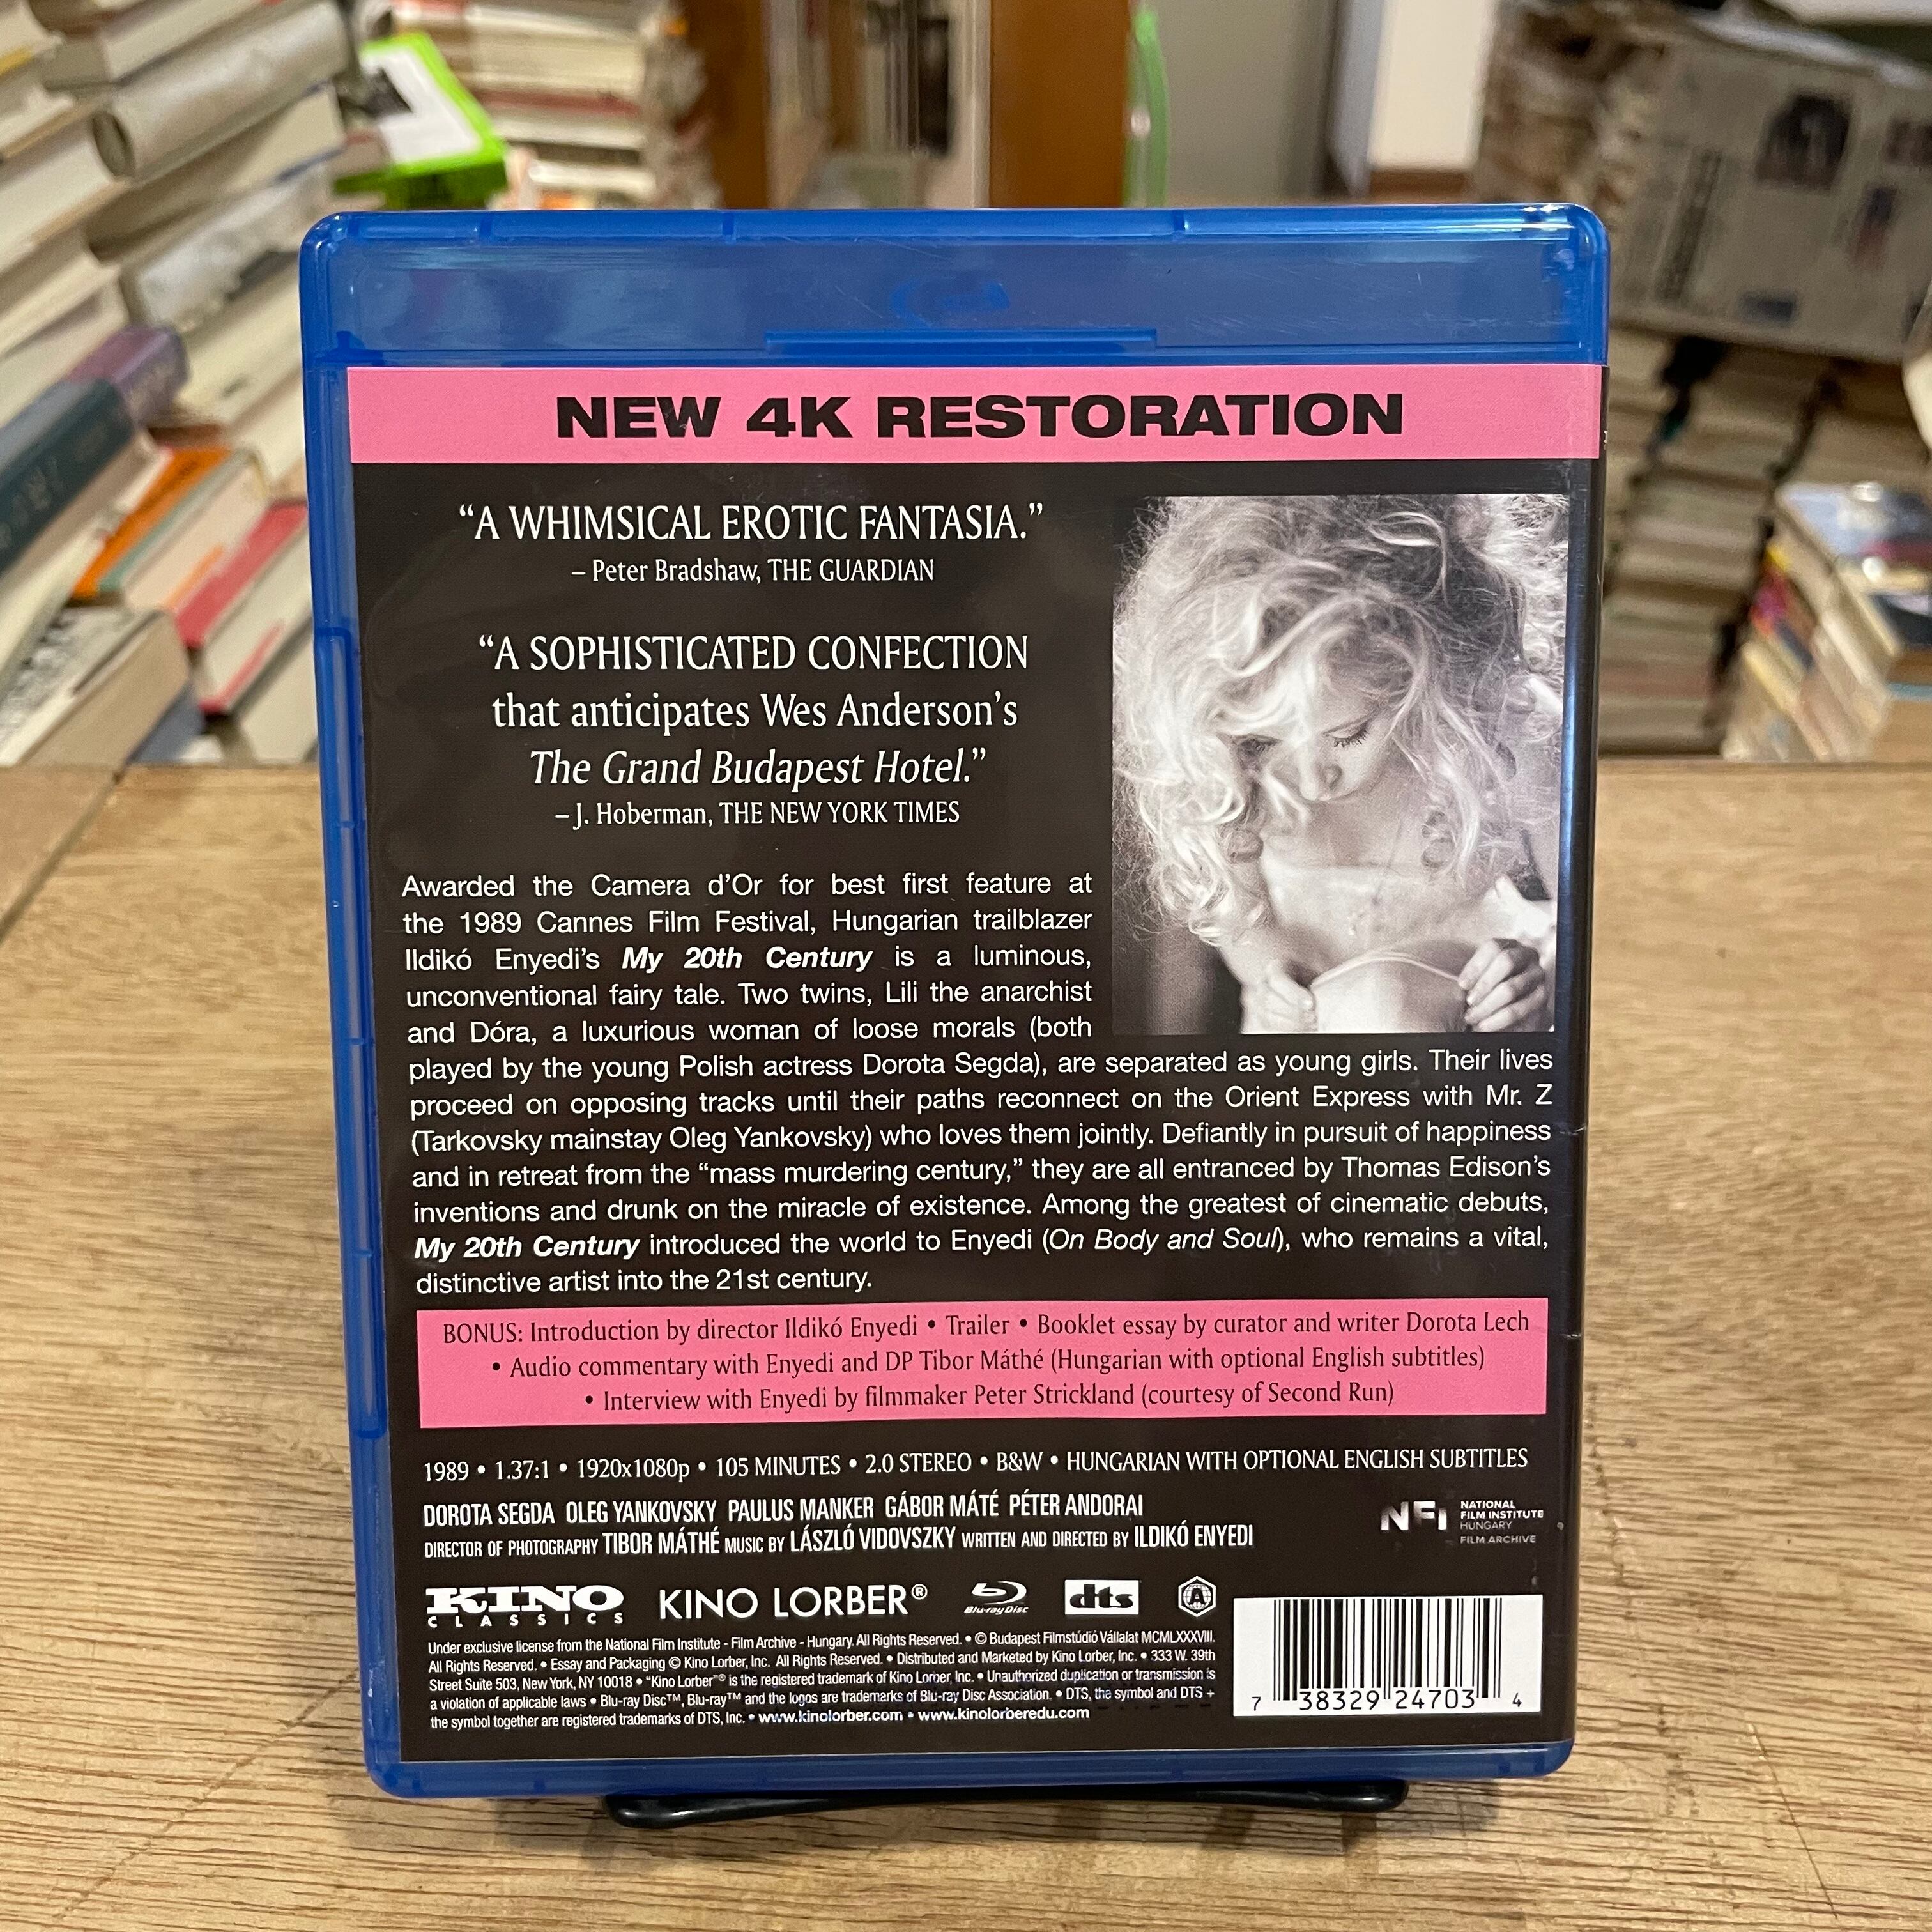 NEW 4K RESTORATION
“A WHIMSICAL EROTIC FANTASIA.”
– Peter Bradshaw, THE GUARDIAN
“A SOPHISTICATED CONFECTION
that anticipates Wes Anderson’s
The Grand Budapest Hotel.”
– J. Hoberman, THE NEW YORK TIMES
Awarded the Camera d’Or for best first feature at
the 1989 Cannes Film Festival, Hungarian trailblazer
Ildikó Enyedi’s My 20th Century is a luminous,
unconventional fairy tale. Two twins, Lili the anarchist
and Dóra, a luxurious woman of loose morals (both
played by the young Polish actress Dorota Segda), are separated as young girls. Their lives
proceed on opposing tracks until their paths reconnect on the Orient Express with Mr. Z
(Tarkovsky mainstay Oleg Yankovsky) who loves them jointly. Defiantly in pursuit of happiness
and in retreat from the “mass murdering century,” they are all entranced by Thomas Edison’s
inventions and drunk on the miracle of existence. Among the greatest of cinematic debuts,
My 20th Century introduced the world to Enyedi (On Body and Soul), who remains a vital,
distinctive artist into the 21st century.
BONUS: Introduction by director Ildikó Enyedi • Trailer • Booklet essay by curator and writer Dorota Lech
• Audio commentary with Enyedi and DP Tibor Máthé (Hungarian with optional English subtitles)
• Interview with Enyedi by filmmaker Peter Strickland (courtesy of Second Run)
1989 • 1.37:1 • 1920x1080p • 105 MINUTES • 2.0 STEREO • B&W • HUNGARIAN WITH OPTIONAL ENGLISH SUBTITLES
DOROTA SEGDA OLEG YANKOVSKY PAULUS MANKER GÁBOR MÁTÉ PÉTER ANDORAI
DIRECTOR OF PHOTOGRAPHY TIBOR MÁTHÉ MUSIC BY LÁSZLÓ VIDOVSZKY WRITTEN AND DIRECTED BY ILDIKÓ ENYEDI
NFI
NATIONAL
FILM INSTITUTE
HUNGARY
FILM ARCHIVE
KINO
CLASSICS
KINO LORBER®
Blu-ray Disc
dts
A
Under exclusive license from the National Film Institute - Film Archive - Hungary. All Rights Reserved. • © Budapest Filmstúdió Vállalat MCMLXXXVIII.
All Rights Reserved. • Essay and Packaging © Kino Lorber, Inc. All Rights Reserved. • Distributed and Marketed by Kino Lorber, Inc. • 333 W. 39th
Street Suite 503, New York, NY 10018 • “Kino Lorber”® is the registered trademark of Kino Lorber Inc. • Unauthorized duplication or transmission is
a violation of applicable laws • Blu-ray Disc™, Blu-ray™ and the logos are trademarks of Blu-ray Disc Association. • DTS, the symbol and DTS +
the symbol together are registered trademarks of DTS, Inc. • www.kinolorber.com • www.kinolorberedu.com
7 38329 24703 4